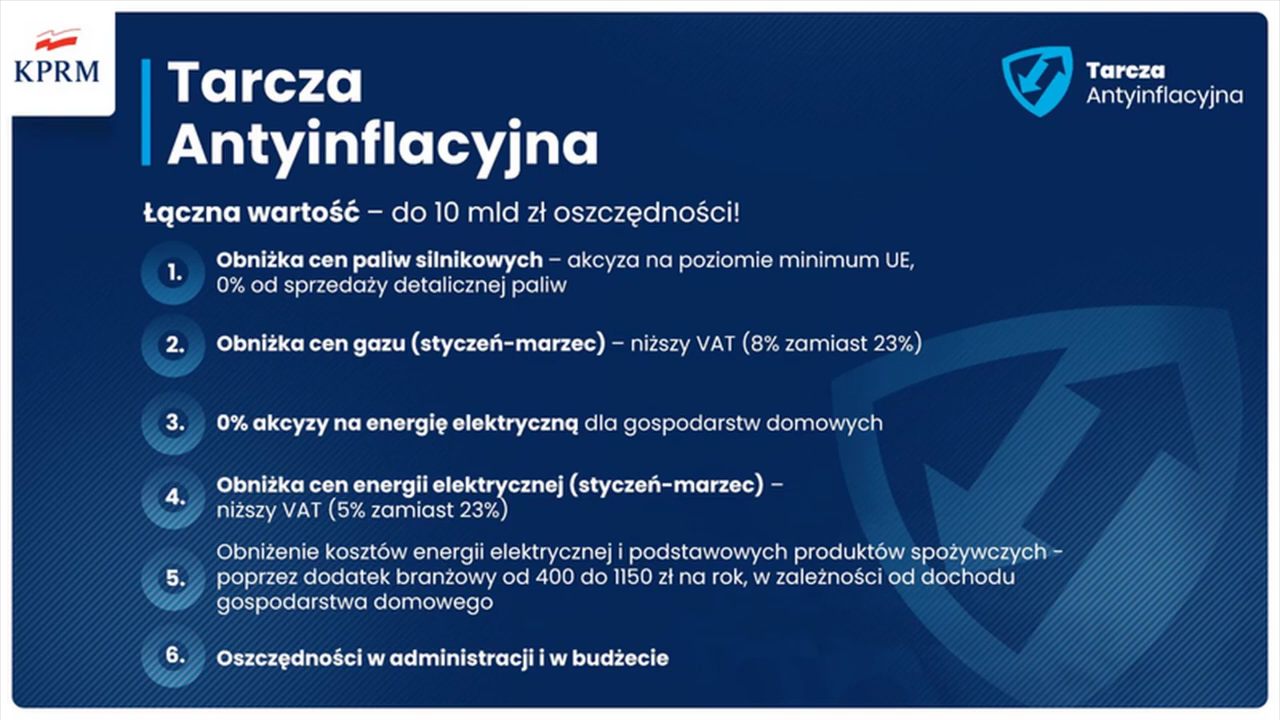 KPRM
Tarcza
Antyinflacyjna
Tarcza
Antyinflacyjna
Łączna wartość – do 10 mld zł oszczędności!
1. Obniżka cen paliw silnikowych – akcyza na poziomie minimum UE,
0% od sprzedaży detalicznej paliw
2. Obniżka cen gazu (styczeń-marzec) – niższy VAT (8% zamiast 23%)
3. 0% akcyzy na energię elektryczną dla gospodarstw domowych
4. Obniżka cen energii elektrycznej (styczeń-marzec) –
niższy VAT (5% zamiast 23%)
5. Obniżenie kosztów energii elektrycznej i podstawowych produktów spożywczych -
poprzez dodatek branżowy od 400 do 1150 zł na rok, w zależności od dochodu
gospodarstwa domowego
6. Oszczędności w administracji i w budżecie